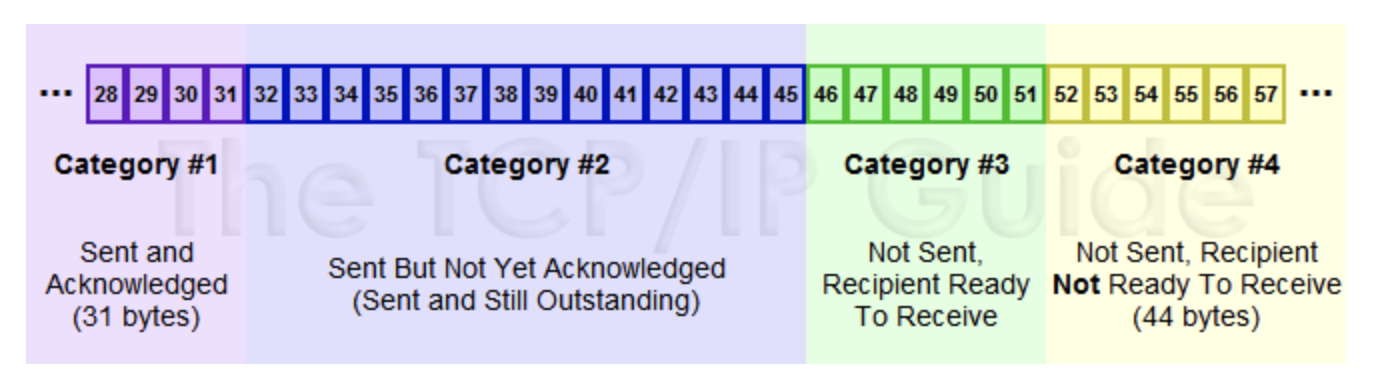 ... 28 29 30 31 32 33 34 35 36 37 38 39 40 41 42 43 44 45 46 47 48 49 50 51 52 53 54 55 56 57 ...
Category #1 Category #2 Category #3 Category #4
The TCP/IP Guide
Sent and
Acknowledged
(31 bytes)
Sent But Not Yet Acknowledged
(Sent and Still Outstanding)
Not Sent,
Recipient Ready
To Receive
Not Sent, Recipient
Not Ready To Receive
(44 bytes)